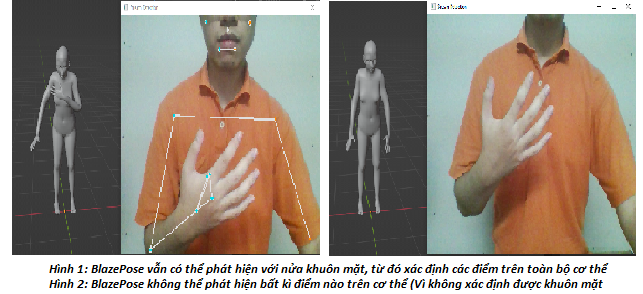 Hình 1: BlazePose vẫn có thể phát hiện với nửa khuôn mặt, từ đó xác định các điểm trên toàn bộ cơ thể
Hình 2: BlazePose không thể phát hiện bất kì điểm nào trên cơ thể (Vì không xác định được khuôn mặt